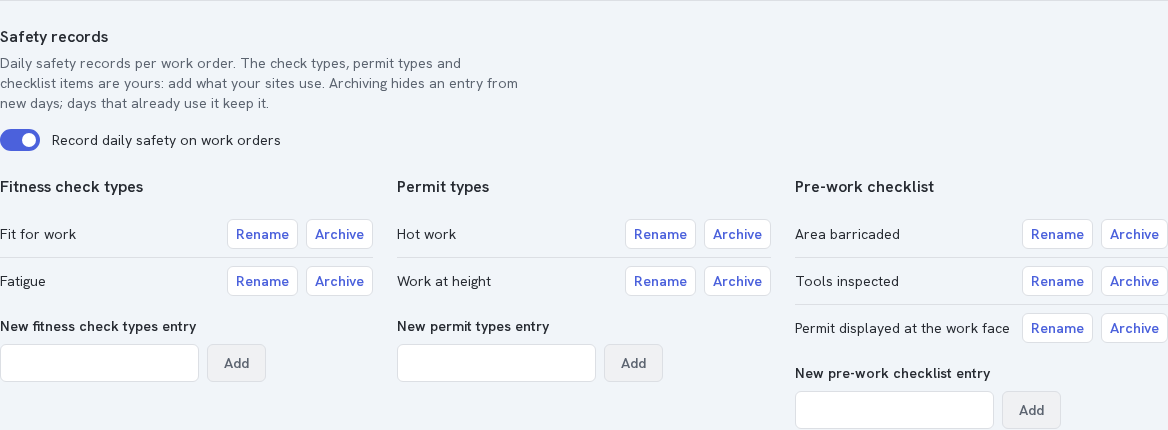 Safety records
Daily safety records per work order. The check types, permit types and
checklist items are yours: add what your sites use. Archiving hides an entry from
new days; days that already use it keep it.
Record daily safety on work orders
Fitness check types
Fit for work Rename Archive
Fatigue Rename Archive
New fitness check types entry
Add
Permit types
Hot work Rename Archive
Work at height Rename Archive
New permit types entry
Add
Pre-work checklist
Area barricaded Rename Archive
Tools inspected Rename Archive
Permit displayed at the work face Rename Archive
New pre-work checklist entry
Add